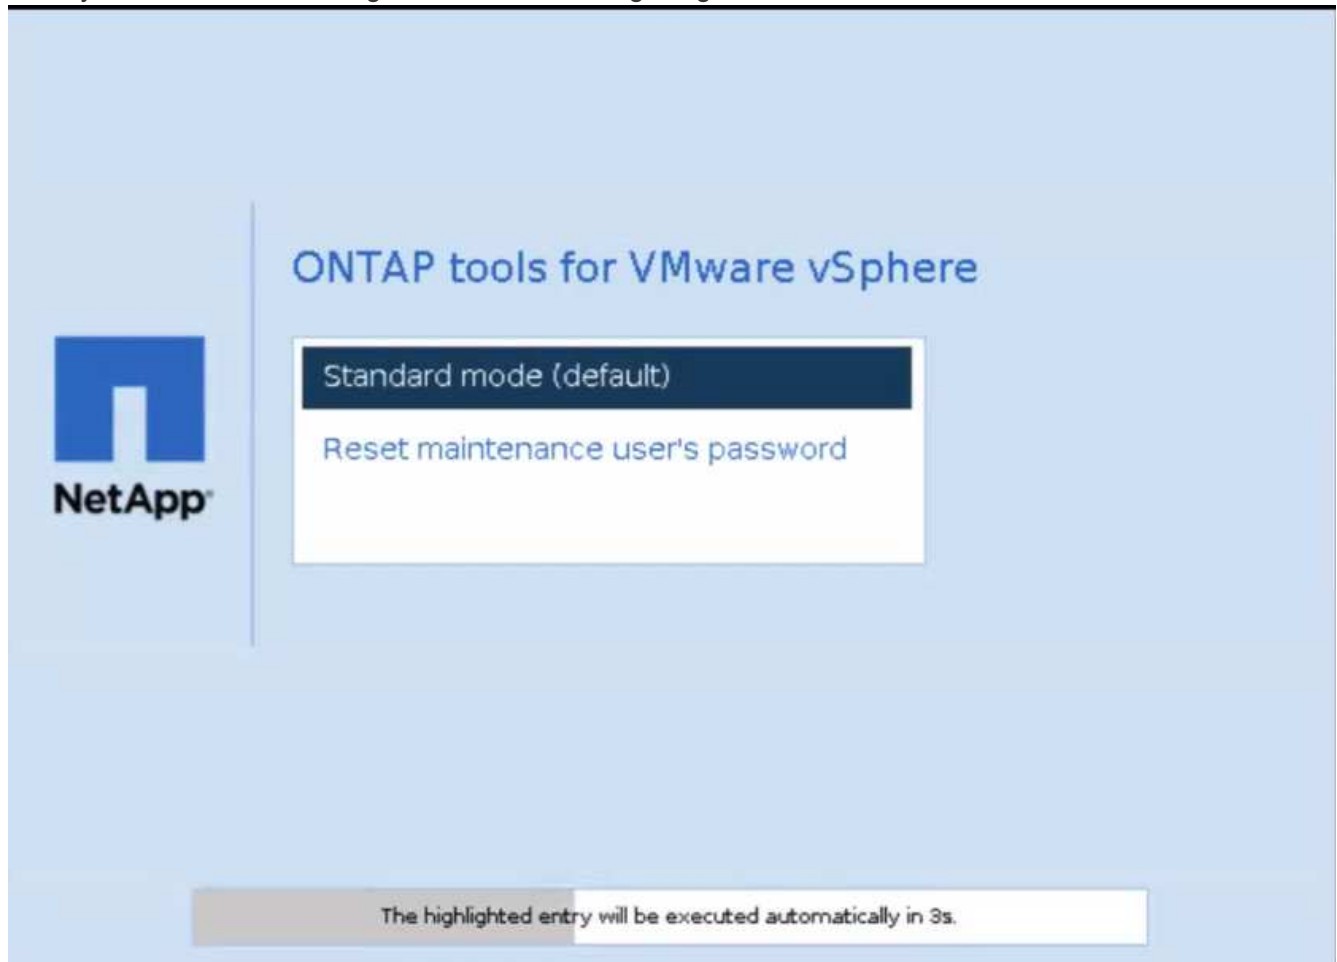 ONTAP tools for VMware vSphere
Standard mode (default)
Reset maintenance user's password
NetApp
The highlighted entry will be executed automatically in 3s.